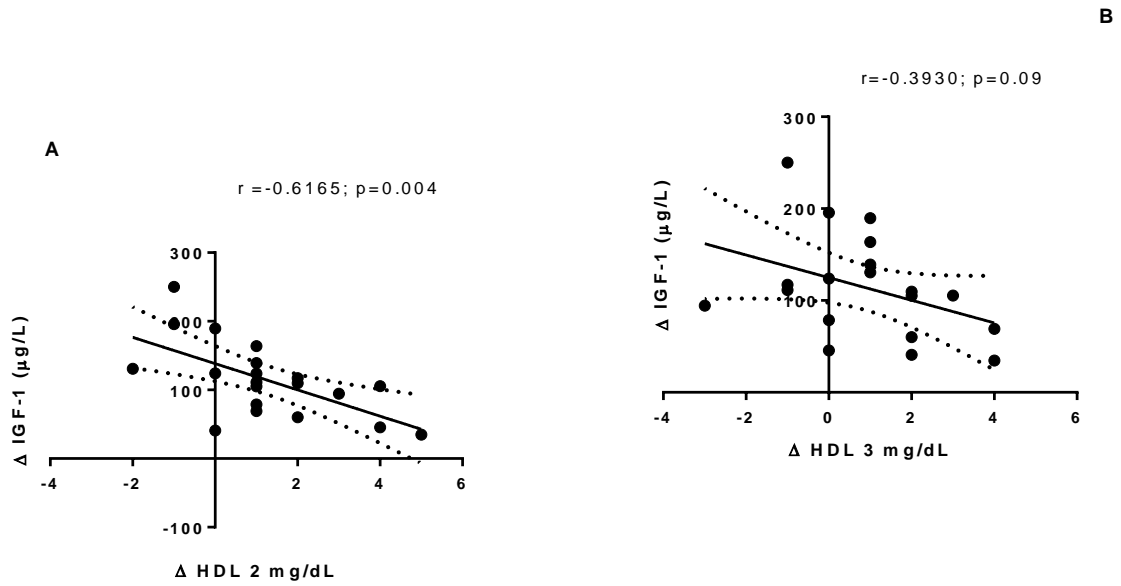 A
r =-0.6165; p=0.004
Δ IGF-1 (µg/L)
300
200
100
-100
-4
-2
2
4
6
Δ HDL 2 mg/dL
B
r=-0.3930; p=0.09
Δ IGF-1 (µg/L)
300
200
100
-4
-2
0
2
4
6
Δ HDL 3 mg/dL